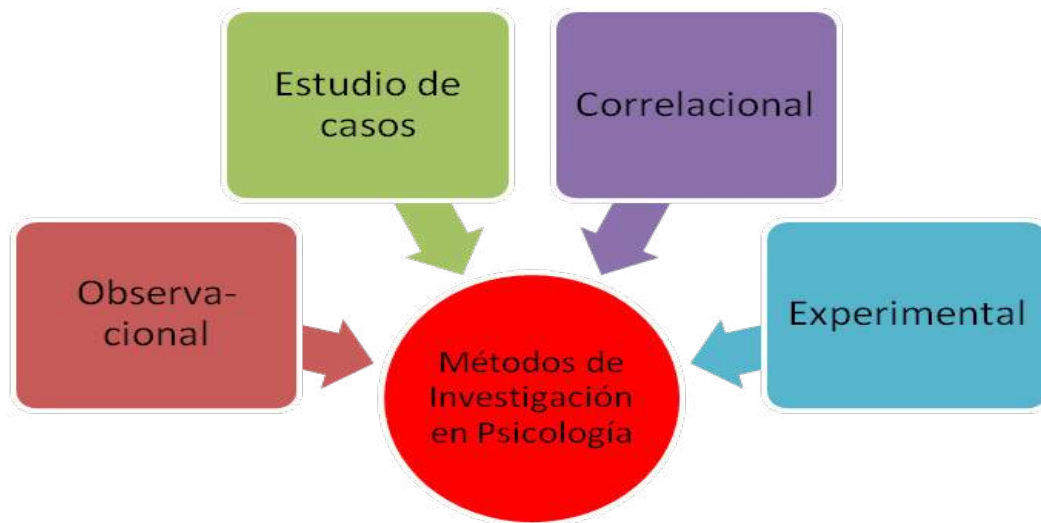 Estudio de
casos
Correlacional
Observa-
cional
Experimental
Métodos de
Investigación
en Psicología